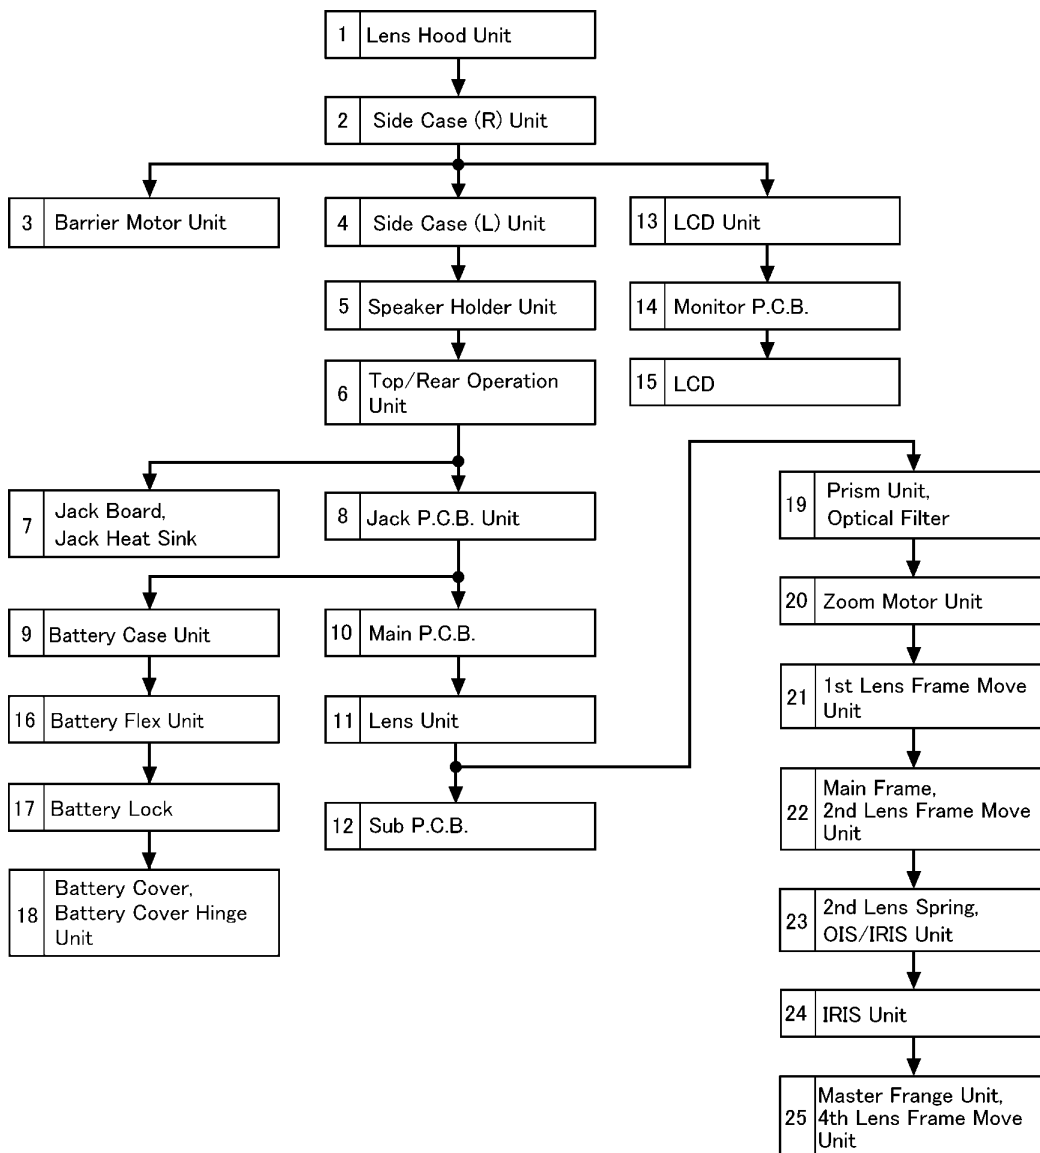 1 Lens Hood Unit
2 Side Case (R) Unit
3 Barrier Motor Unit
4 Side Case (L) Unit
13 LCD Unit
5 Speaker Holder Unit
14 Monitor P.C.B.
6 Top/Rear Operation
Unit
15 LCD
7 Jack Board,
Jack Heat Sink
8 Jack P.C.B. Unit
19 Prism Unit,
Optical Filter
9 Battery Case Unit
10 Main P.C.B.
20 Zoom Motor Unit
16 Battery Flex Unit
11 Lens Unit
21 1st Lens Frame Move
Unit
17 Battery Lock
12 Sub P.C.B.
22 Main Frame,
2nd Lens Frame Move
Unit
18 Battery Cover,
Battery Cover Hinge
Unit
23 2nd Lens Spring,
OIS/IRIS Unit
24 IRIS Unit
25 Master Frange Unit,
4th Lens Frame Move
Unit